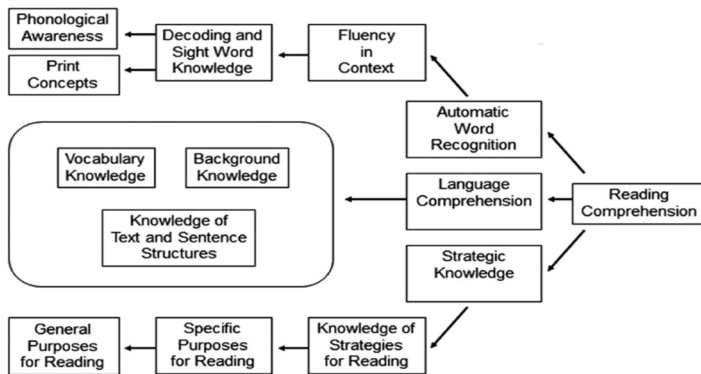 Phonological
Awareness
Print
Concepts
Decoding and
Sight Word
Knowledge
Fluency
in
Context
Automatic
Word
Recognition
Vocabulary
Knowledge
Background
Knowledge
Knowledge of
Text and Sentence
Structures
Language
Comprehension
Reading
Comprehension
Strategic
Knowledge
General
Purposes
for Reading
Specific
Purposes
for Reading
Knowledge of
Strategies
for Reading